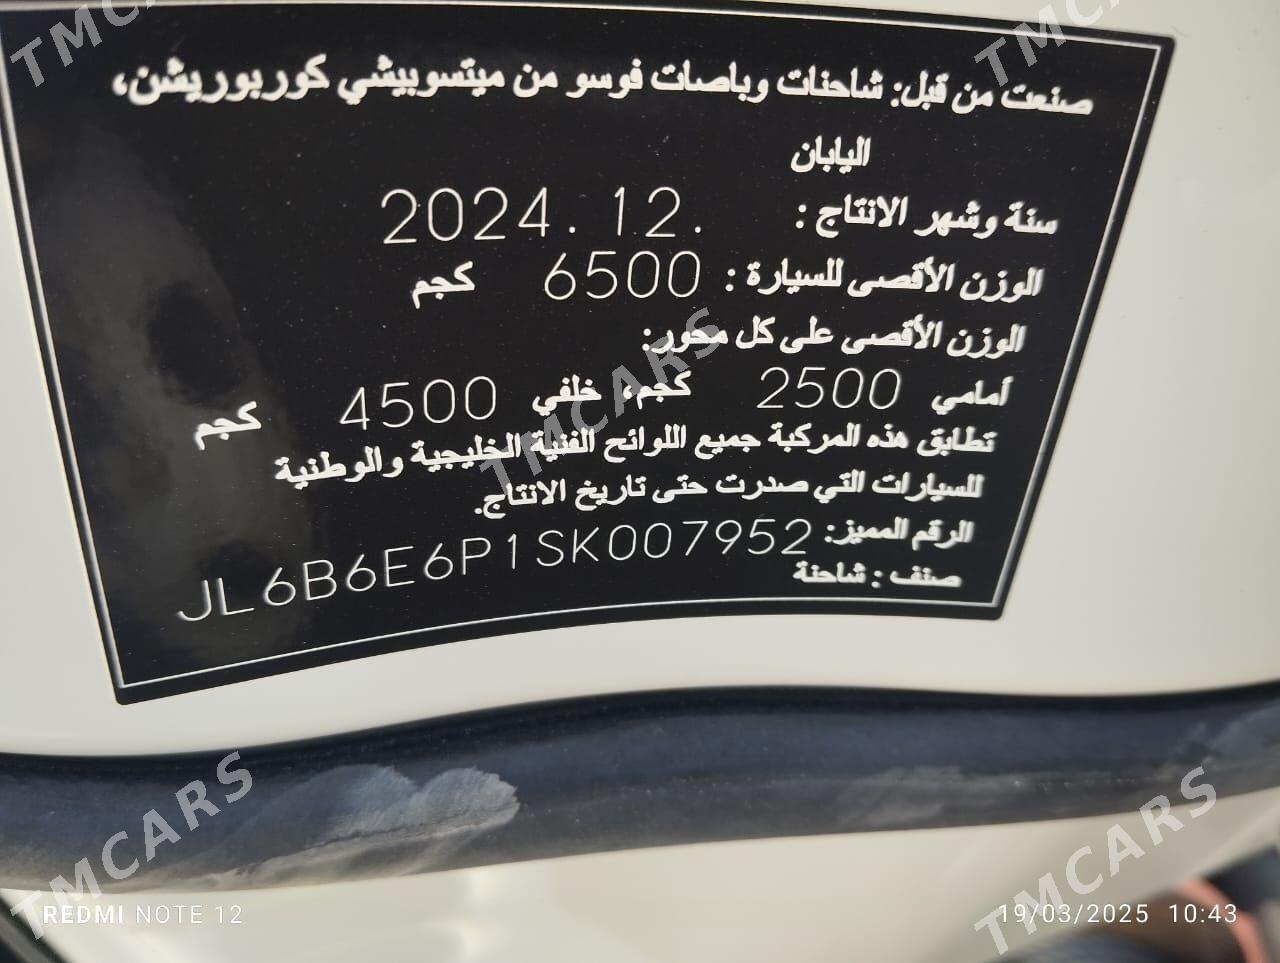 صنعت من قبل: شاحنات وباصات فوسو من ميتسوبيشي كوربوريشن،
اليابان
سنة وشهر الانتاج : 2024.12.
الوزن الأقصى للسيارة : 6500 كجم
الوزن الأقصى على كل محور:
أمامي 2500 كجم، خلفي 4500 كجم
تطابق هذه المركبة جميع اللوائح الفنية الخليجية والوطنية
للسيارات التي صدرت حتى تاريخ الانتاج.
الرقم المميز: JL6B6E6P1SK007952
صنف : شاحنة
REDMI NOTE 12
19/03/2025 10:43
TMCARS
TMCARS
TMCARS
TMCARS
TMCARS